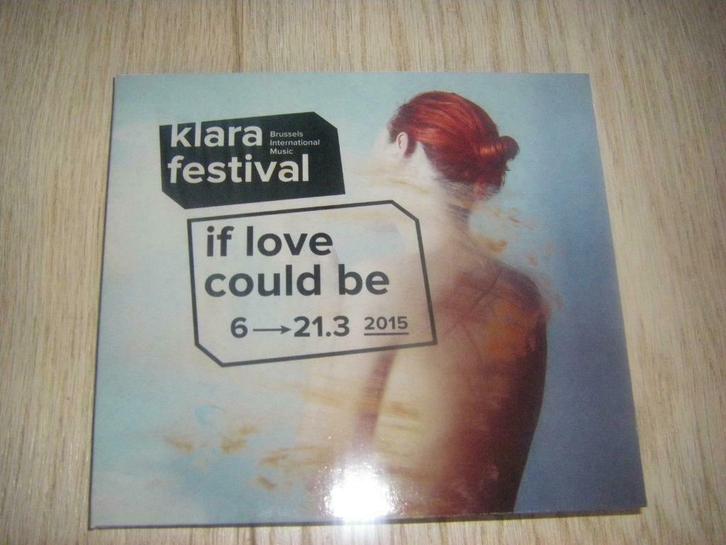 klara
festival
Brussels
International
Music
if love
could be
6→21.3 2015